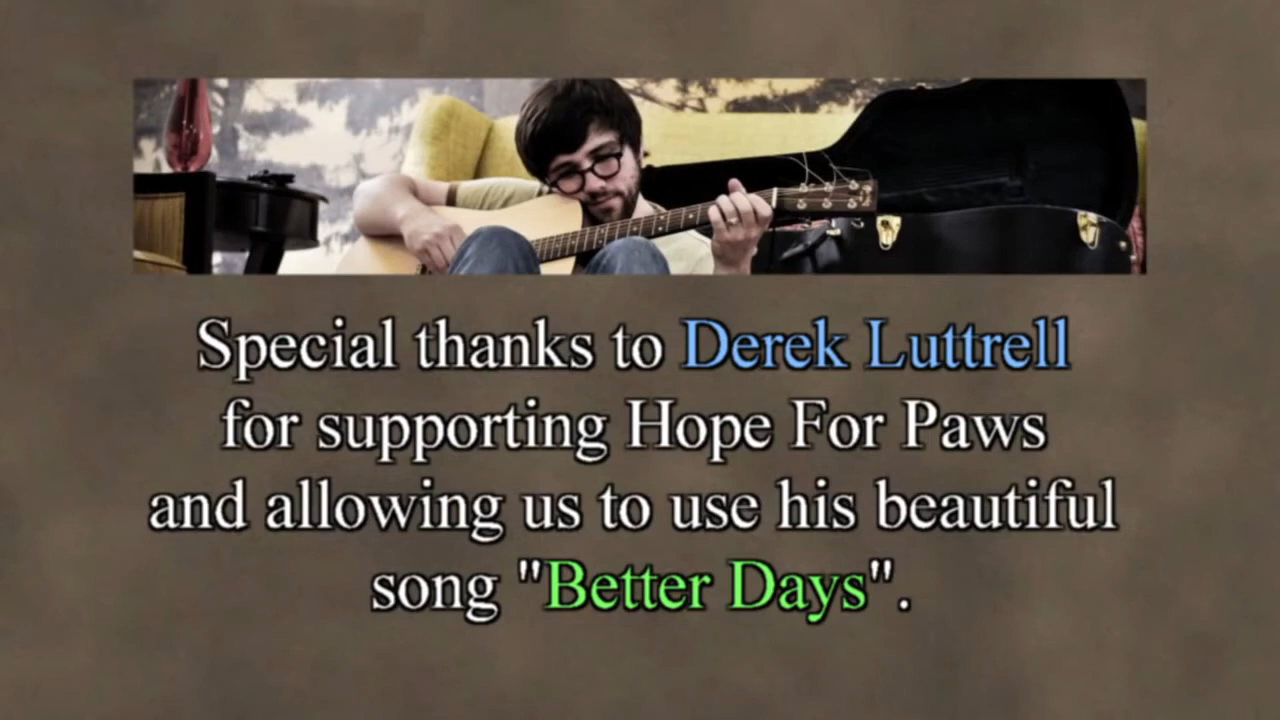 Special thanks to Derek Luttrell
for supporting Hope For Paws
and allowing us to use his beautiful
song "Better Days".